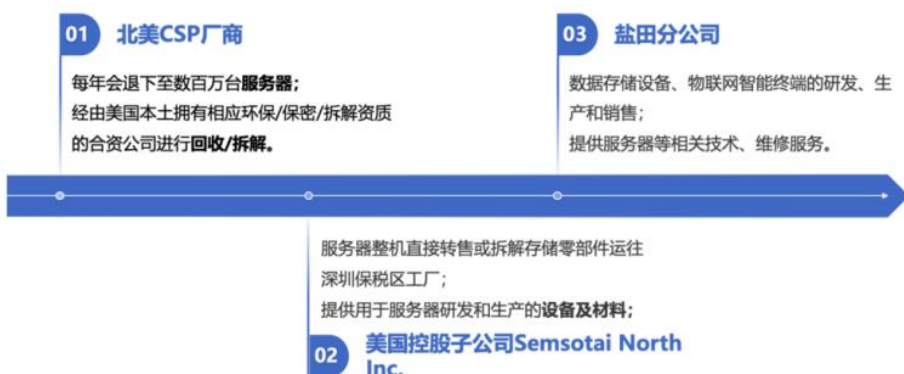 01 北美CSP厂商
每年会退下至数百万台服务器；
经由美国本土拥有相应环保/保密/拆解资质
的合资公司进行回收/拆解。
03 盐田分公司
数据存储设备、物联网智能终端的研发、生
产和销售；
提供服务器等相关技术、维修服务。
服务器整机直接转售或拆解存储零部件运往
深圳保税区工厂；
提供用于服务器研发和生产的设备及材料；
02 美国控股子公司Semsotai North
Inc.